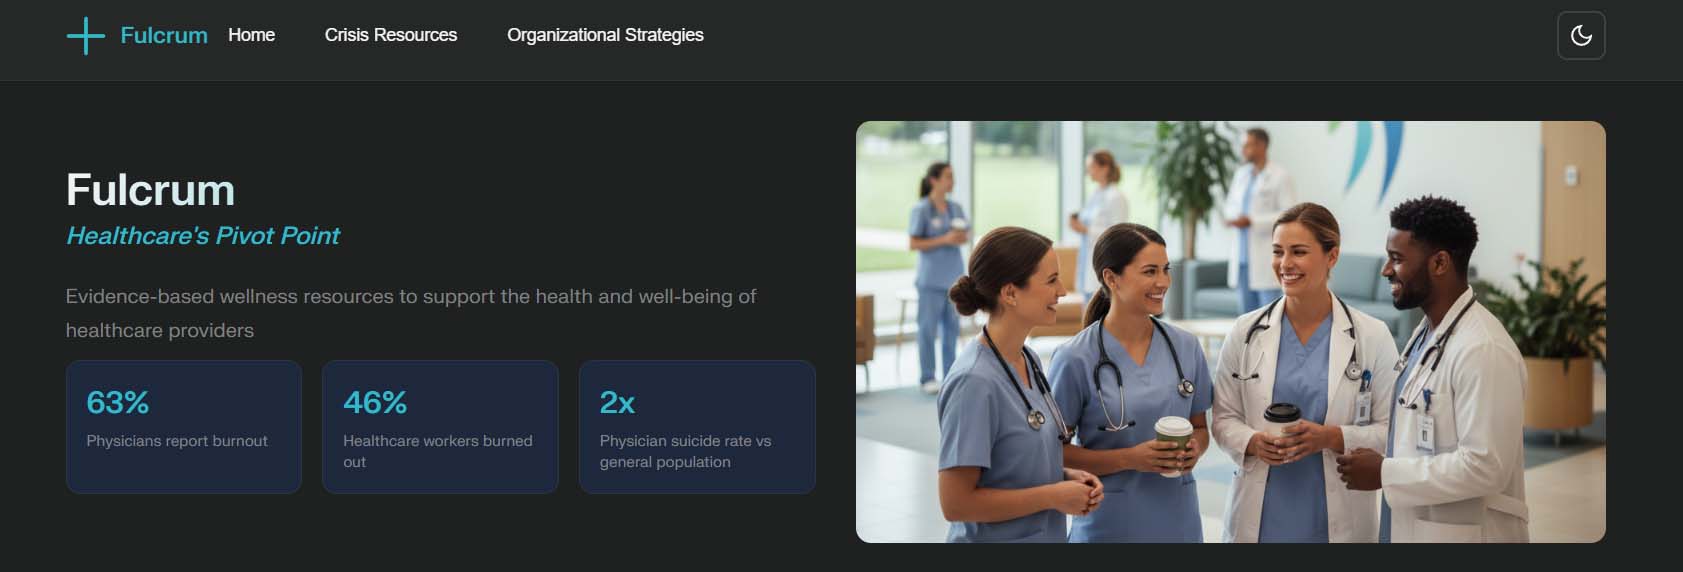 Fulcrum Home Crisis Resources Organizational Strategies
Fulcrum
Healthcare's Pivot Point
Evidence-based wellness resources to support the health and well-being of
healthcare providers
63%
Physicians report burnout
46%
Healthcare workers burned
out
2x
Physician suicide rate vs
general population